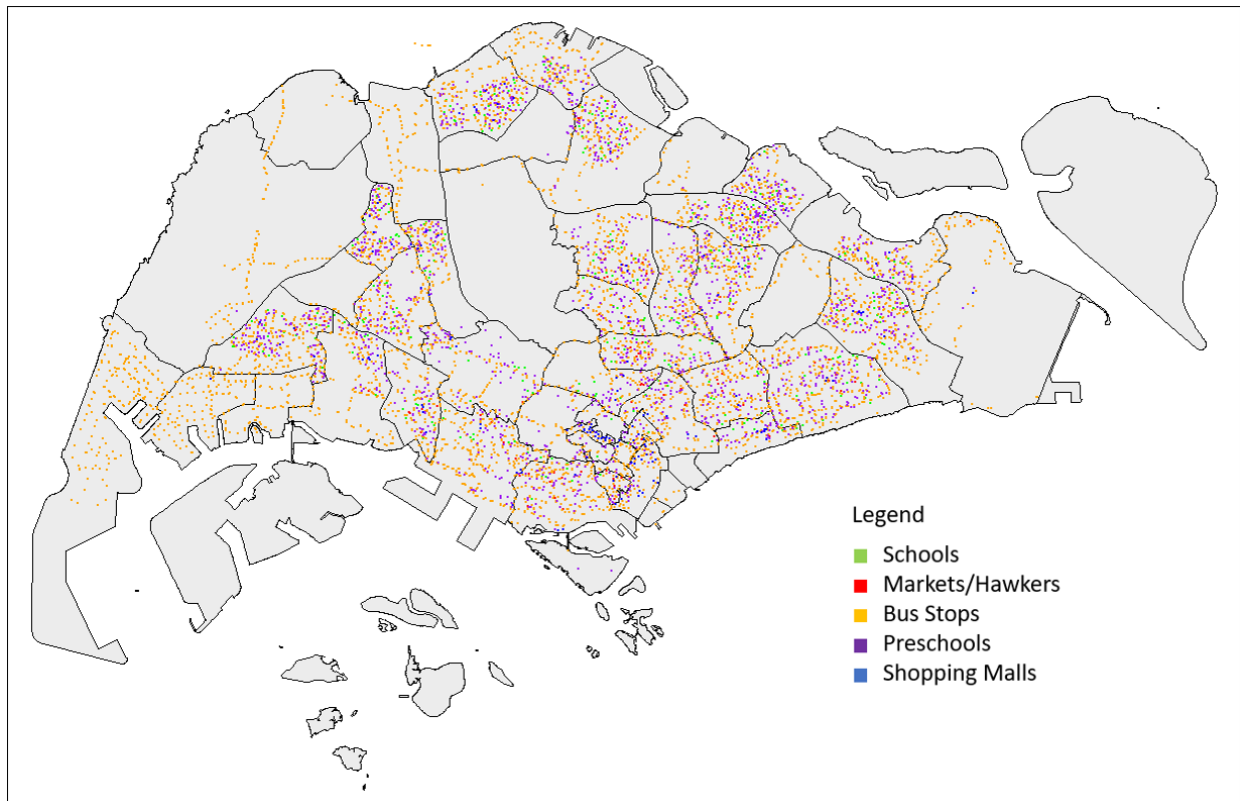 Legend
Schools
Markets/Hawkers
Bus Stops
Preschools
Shopping Malls